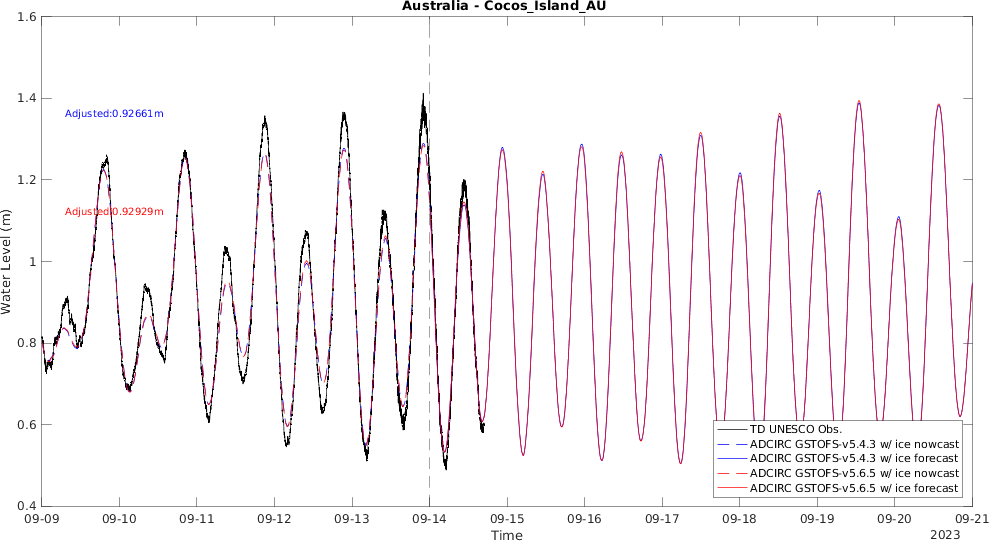 Australia - Cocos_Island_AU
1.6
1.4
1.2
1
0.8
0.6
0.4
Water Level (m)
Adjusted:0.92661m
Adjusted:0.92929m
TD UNESCO Obs.
ADCIRC GSTOFS-v5.4.3 w/ ice nowcast
ADCIRC GSTOFS-v5.4.3 w/ ice forecast
ADCIRC GSTOFS-v5.6.5 w/ ice nowcast
ADCIRC GSTOFS-v5.6.5 w/ ice forecast
09-09 09-10 09-11 09-12 09-13 09-14 09-15 09-16 09-17 09-18 09-19 09-20 09-21
Time
2023